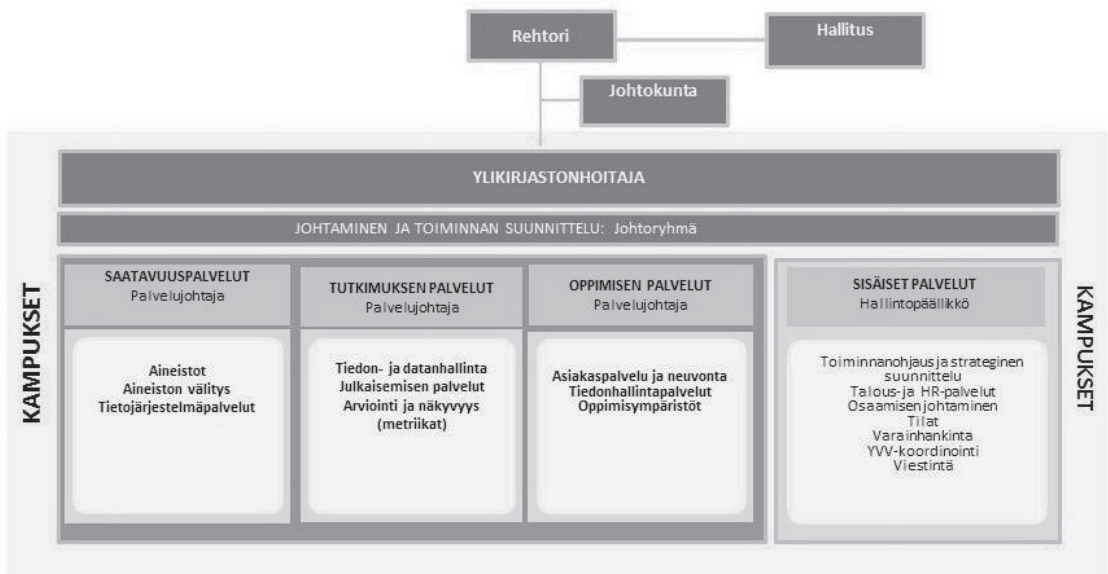 Rehtori
Hallitus
Johtokunta
YLIKIRJASTONHOITAJA
JOHTAMINEN JA TOIMINNAN SUUNNITTELU: Johtoryhmä
KAMPUKSET
SAATAVUUSPALVELUT
Palvelujohtaja
Aineistot
Aineiston välitys
Tietojärjestelmäpalvelut
TUTKIMUKSEN PALVELUT
Palvelujohtaja
Tiedon- ja datanhallinta
Julkaisemisen palvelut
Arviointi ja näkyvyys
(metriikat)
OPPIMISEN PALVELUT
Palvelujohtaja
Asiakaspalvelu ja neuvonta
Tiedonhallintapalvelut
Oppimisympäristöt
SISÄISET PALVELUT
Hallintopäällikkö
Toiminnanohjaus ja strateginen
suunnittelu
Talous- ja HR-palvelut
Osaamisen johtaminen
Tilat
Varainhankinta
YVV-koordinointi
Viestintä
KAMPUKSET